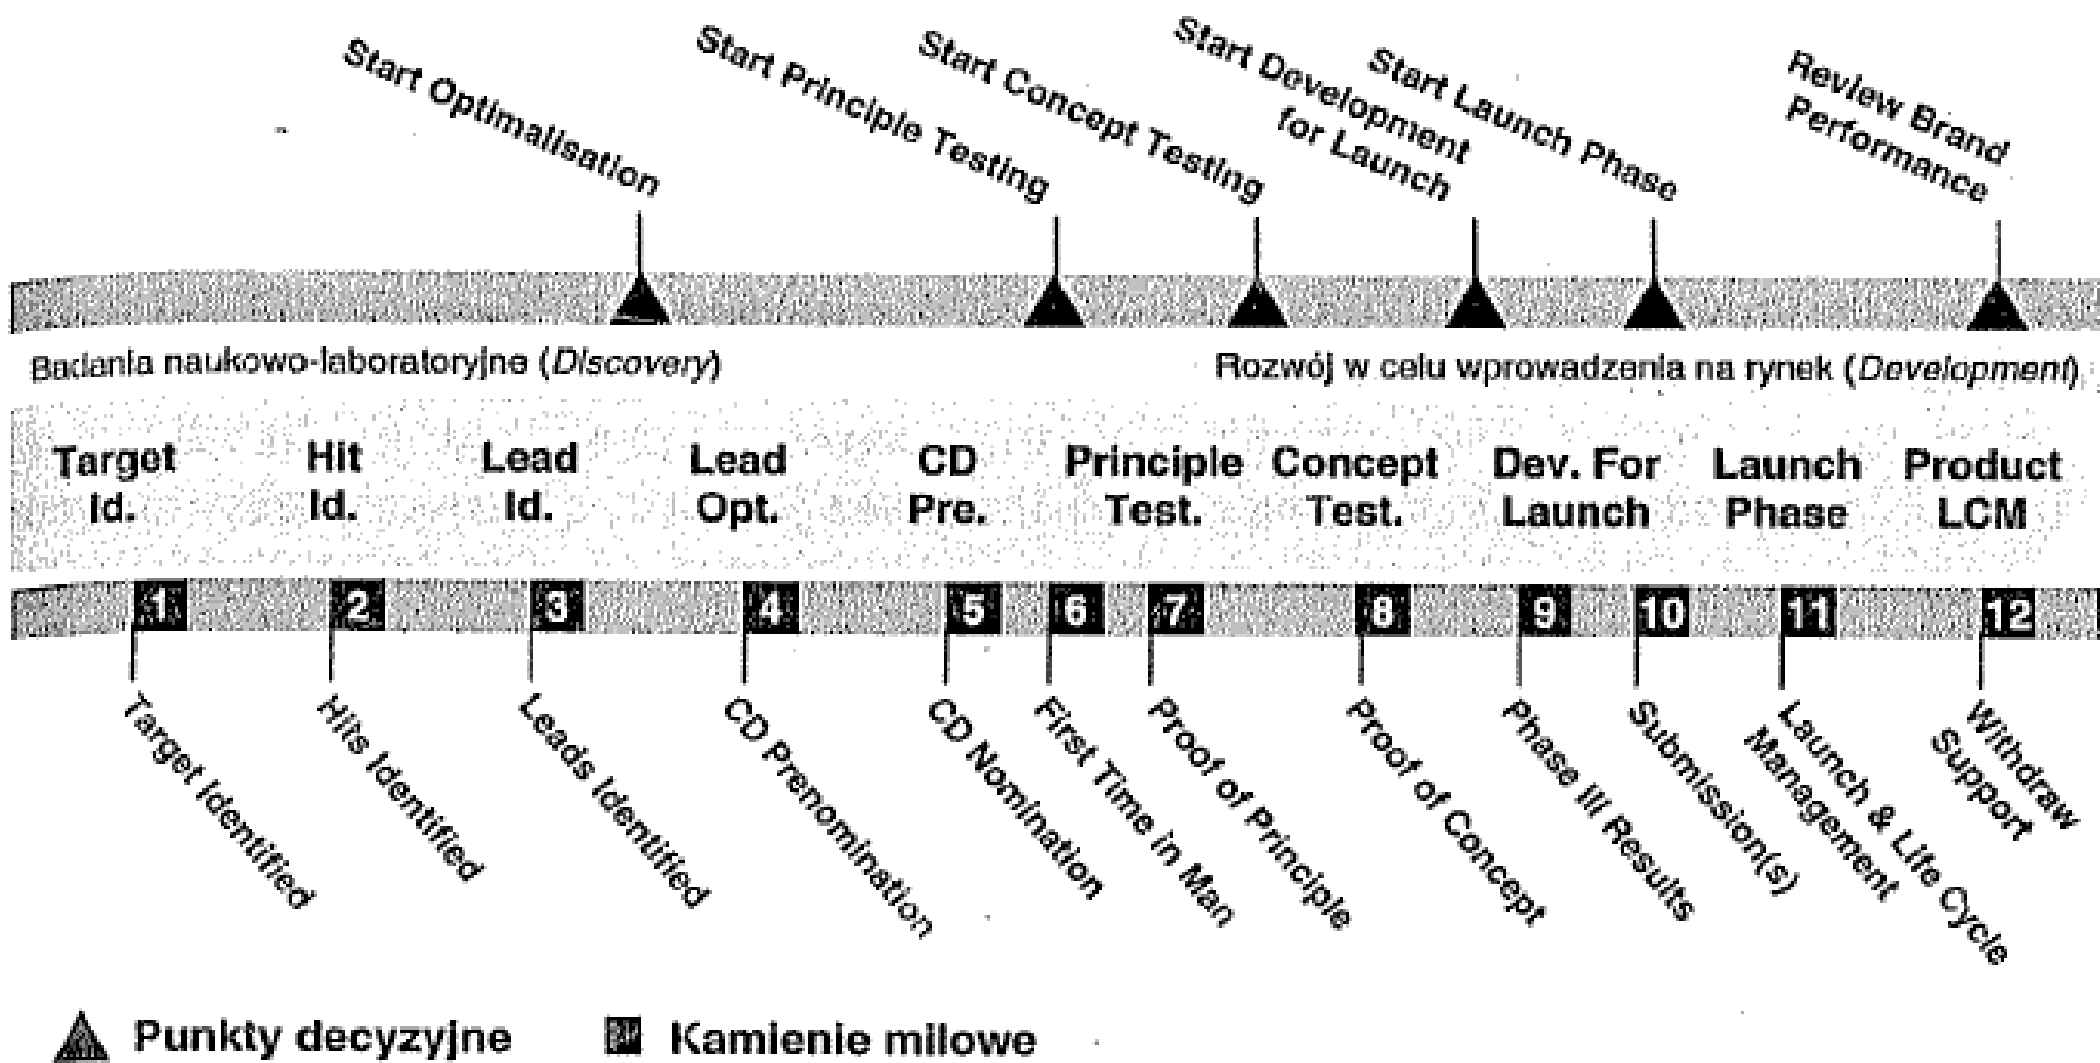 Start Optimalisation
Start Principle Testing
Start Concept Testing
Start Development
for Launch
Start Launch Phase
Review Brand
Performance
Badania naukowo-laboratoryjne (Discovery)
Rozwój w celu wprowadzenia na rynek (Development)
Target
Id.
Hit
Id.
Lead
Id.
Lead
Opt.
CD
Pre.
Principle
Test.
Concept
Test.
Dev. For
Launch
Launch
Phase
Product
LCM
1
2
3
4
5
6
7
8
9
10
11
12
Target Identified
Hits Identified
Leads Identified
CD Prenomination
CD Nomination
First Time in Man
Proof of Principle
Proof of Concept
Phase III Results
Submission(s)
Launch & Life Cycle
Management
Withdraw
Support
Punkty decyzyjne
Kamienie milowe